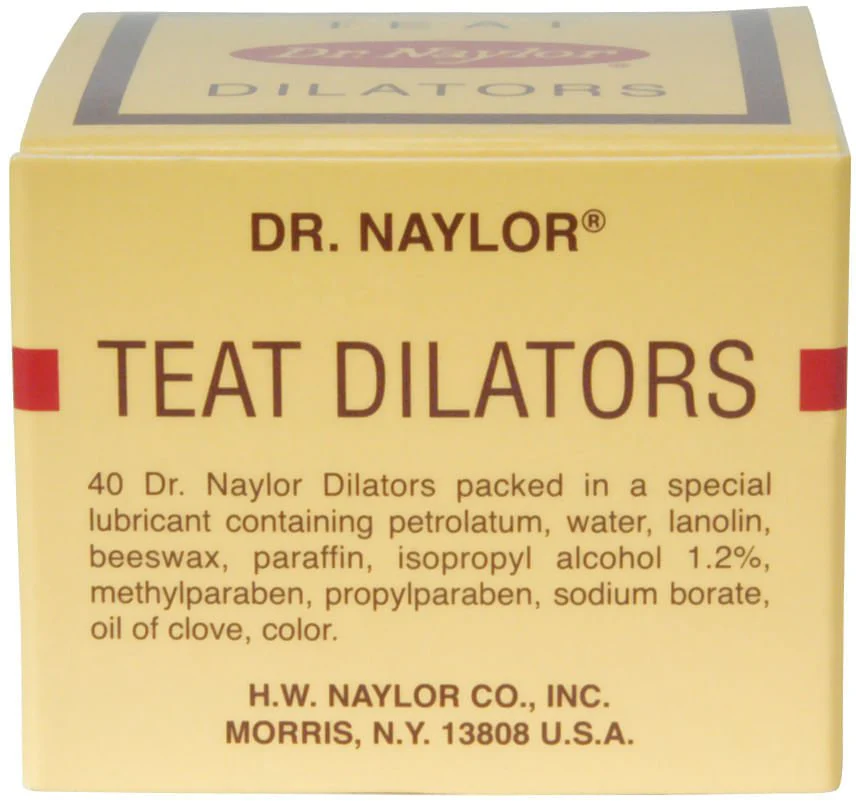 TEAT
Dr. Naylor®
DILATORS
DR. NAYLOR®
TEAT DILATORS
40 Dr. Naylor Dilators packed in a special
lubricant containing petrolatum, water, lanolin,
beeswax, paraffin, isopropyl alcohol 1.2%,
methylparaben, propylparaben, sodium borate,
oil of clove, color.
H.W. NAYLOR CO., INC.
MORRIS, N.Y. 13808 U.S.A.